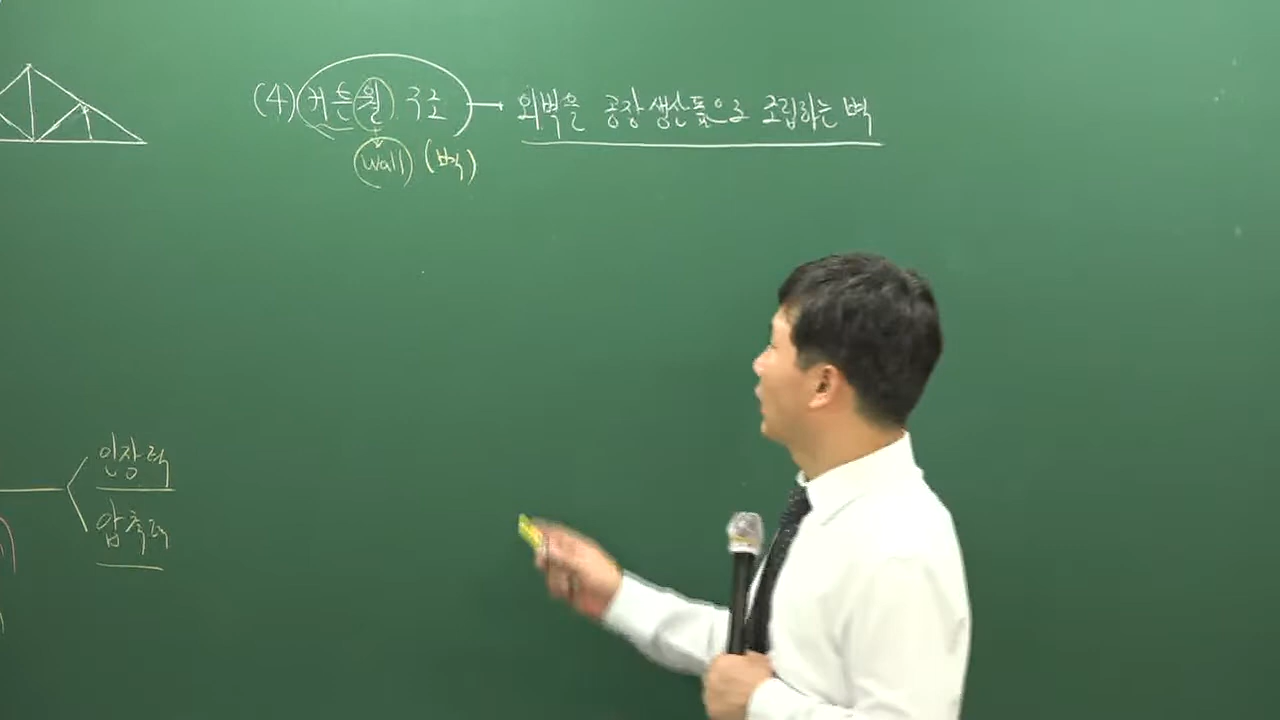 (4) 커튼월 구조 → 외벽을 공장 생산품으로 조립하는 벽
wall (벽)
인장력
압축력